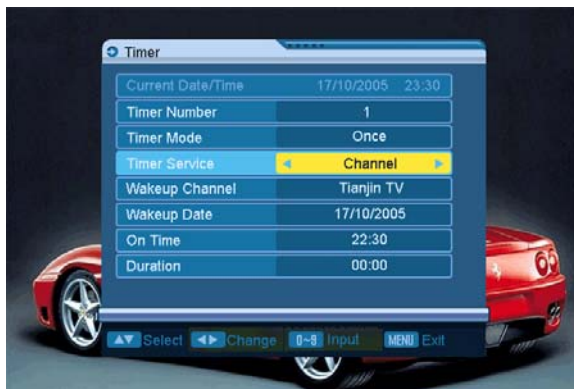 Timer
Current Date/Time 17/10/2005 23:30
Timer Number 1
Timer Mode Once
Timer Service Channel
Wakeup Channel Tianjin TV
Wakeup Date 17/10/2005
On Time 22:30
Duration 00:00
Select Change 0~9 Input MENU Exit